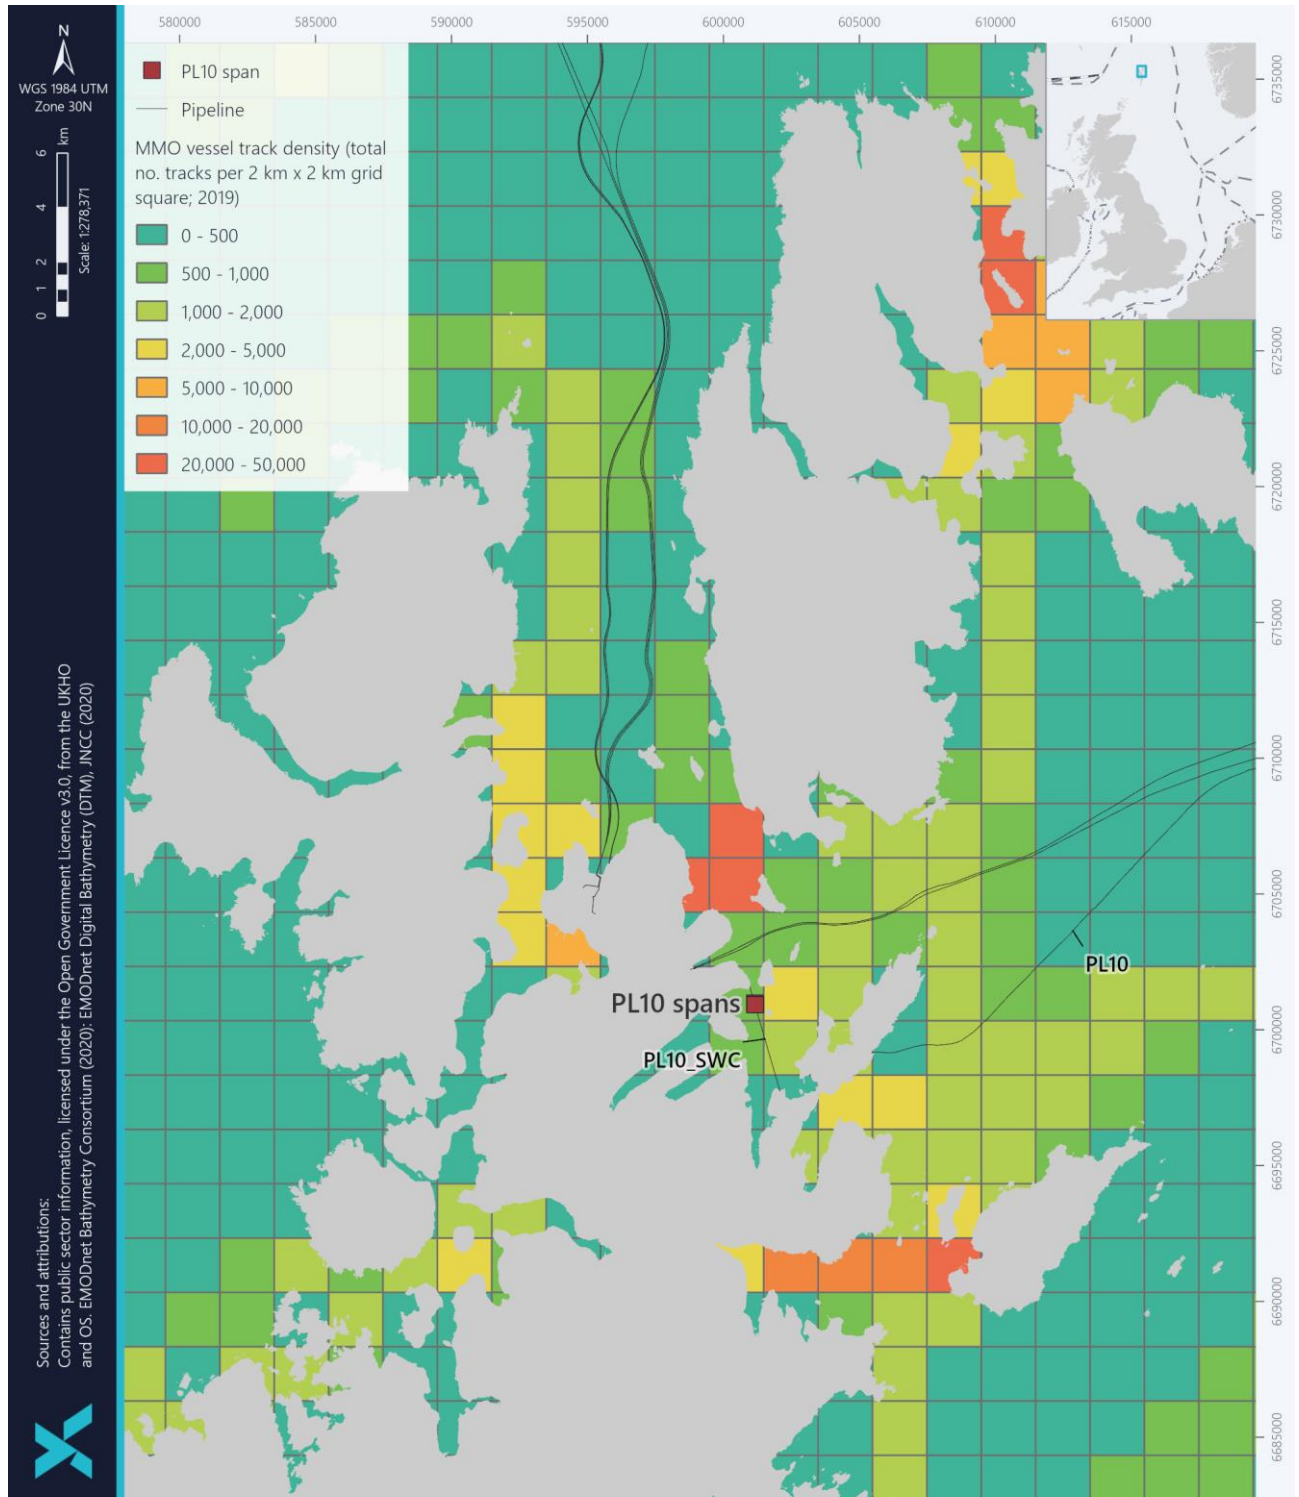 580000
585000
590000
595000
600000
605000
610000
615000
N
WGS 1984 UTM
Zone 30N
km
6
4
2
1
0
Scale: 1:278,371
PL10 span
Pipeline
MMO vessel track density (total
no. tracks per 2 km x 2 km grid
square; 2019)
0 - 500
500 - 1,000
1,000 - 2,000
2,000 - 5,000
5,000 - 10,000
10,000 - 20,000
20,000 - 50,000
6735000
6730000
6725000
6720000
6715000
6710000
6705000
6700000
6695000
6690000
6685000
PL10
PL10 spans
PL10_SWC
Sources and attributions:
Contains public sector information, licensed under the Open Government Licence v3.0, from the UKHO
and OS. EMODnet Bathymetry Consortium (2020): EMODnet Digital Bathymetry (DTM), JNCC (2020)